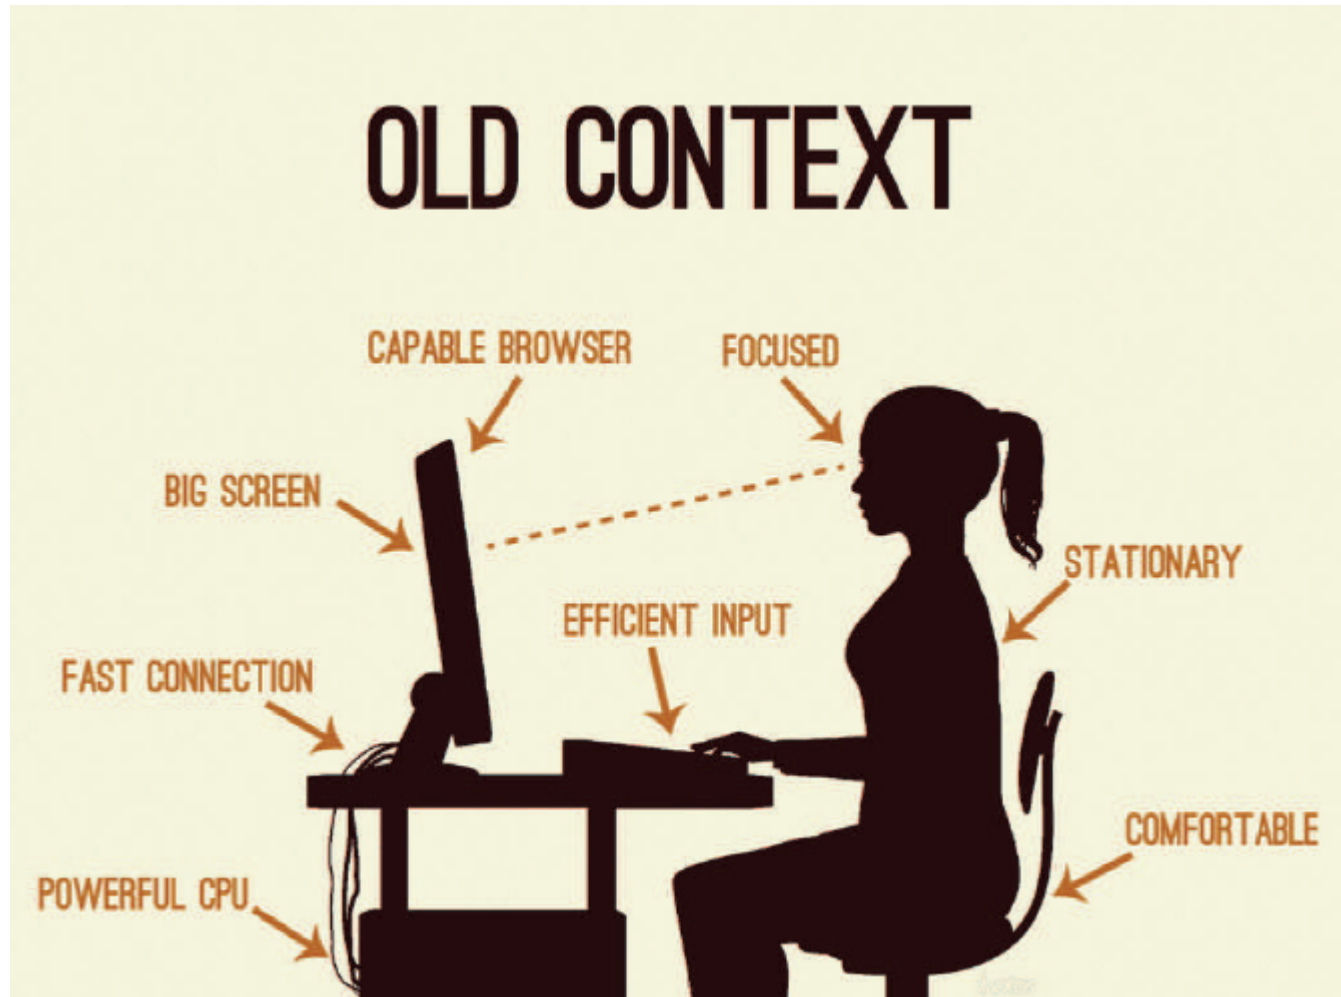 OLD CONTEXT
CAPABLE BROWSER
FOCUSED
BIG SCREEN
STATIONARY
EFFICIENT INPUT
FAST CONNECTION
COMFORTABLE
POWERFUL CPU